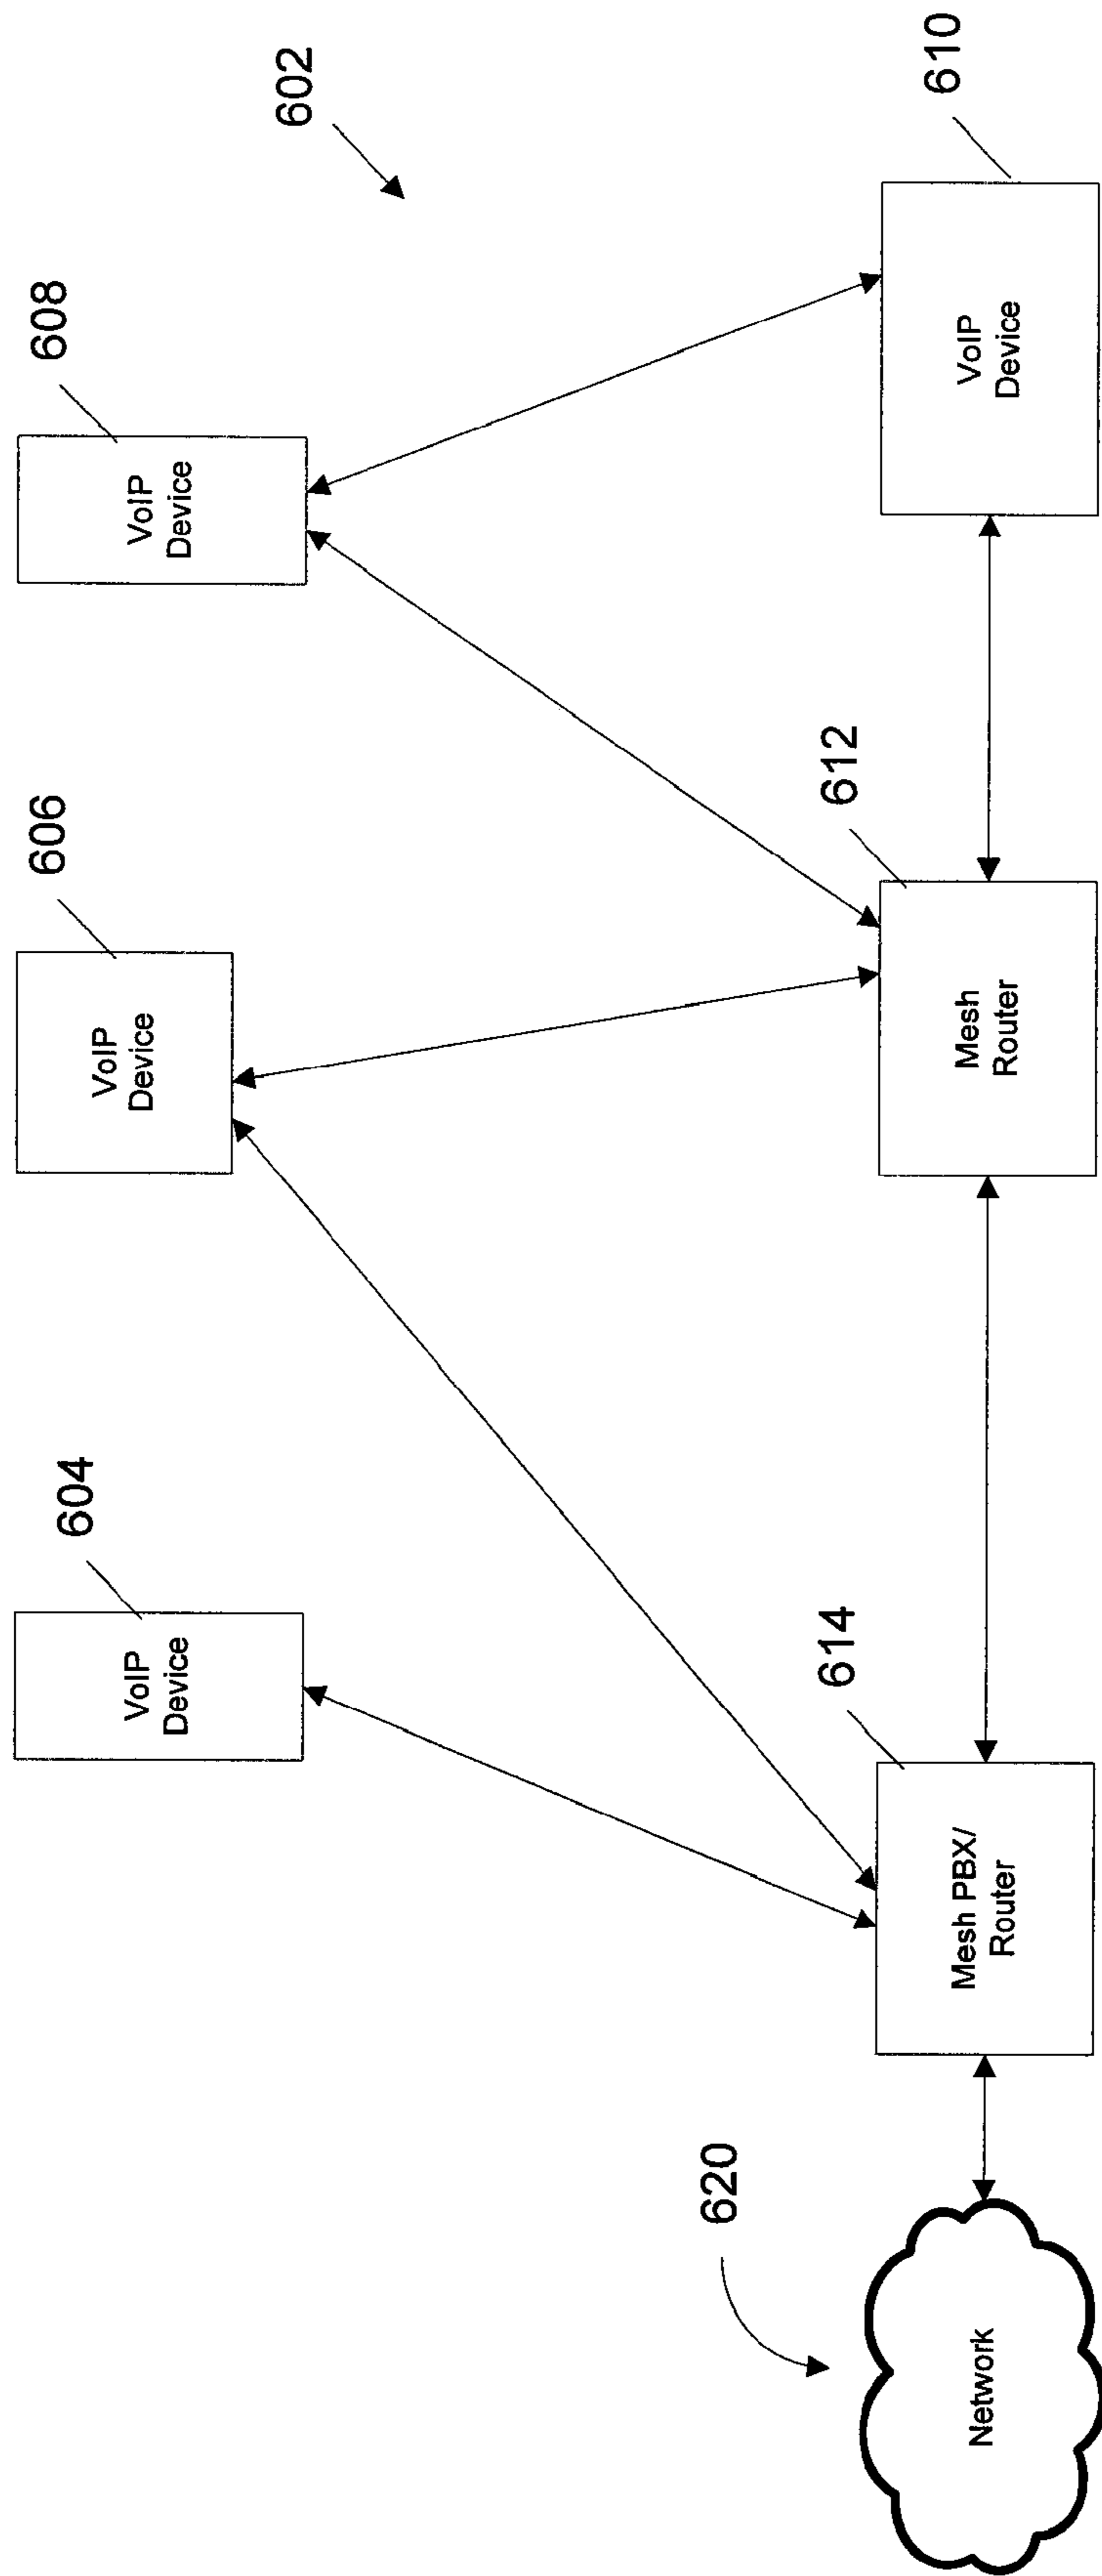 602
604
VoIP
Device
606
VoIP
Device
608
VoIP
Device
620
Network
614
Mesh PBX/
Router
612
Mesh
Router
610
VoIP
Device